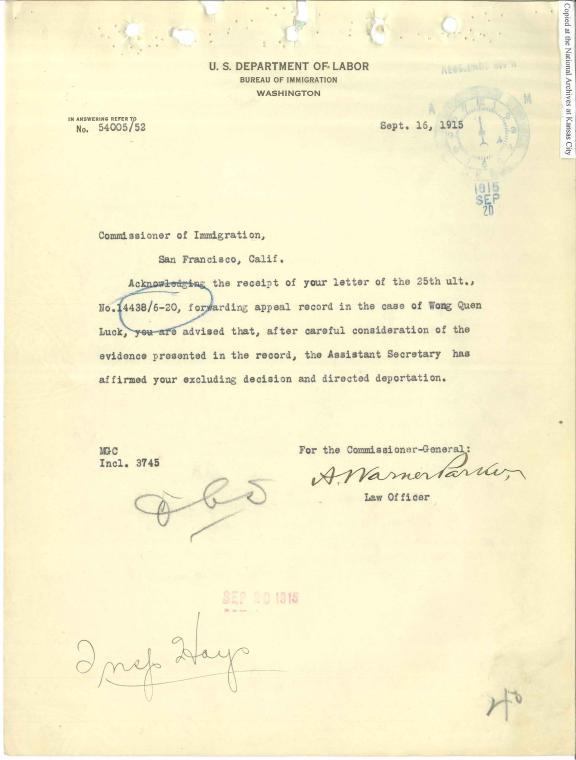 Copied at the National Archives at Kansas City
U. S. DEPARTMENT OF LABOR
BUREAU OF IMMIGRATION
WASHINGTON
IN ANSWERING REFER TO
No. 54005/52
Sept. 16, 1915
A M
1915
SEP
20
Commissioner of Immigration,
San Francisco, Calif.
Acknowledging the receipt of your letter of the 25th ult.,
No.14438/6-20, forwarding appeal record in the case of Wong Quen
Luck, you are advised that, after careful consideration of the
evidence presented in the record, the Assistant Secretary has
affirmed your excluding decision and directed deportation.
MGC
Incl. 3745
For the Commissioner-General:
A. Warner Parker,
Law Officer
SEP 20 1915
Insp Hays